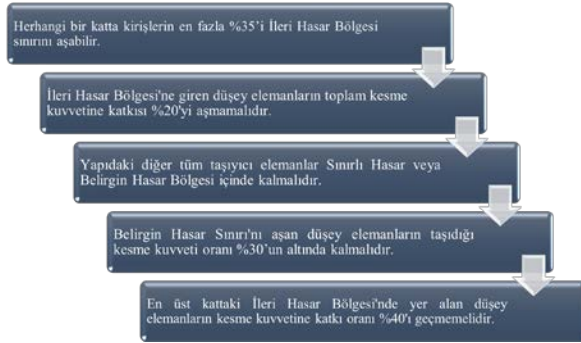 Herhangi bir katta kirişlerin en fazla %35’i İleri Hasar Bölgesi
sınırını aşabilir.
İleri Hasar Bölgesi'ne giren düşey elemanların toplam kesme
kuvvetine katkısı %20'yi aşmamalıdır.
Yapıdaki diğer tüm taşıyıcı elemanlar Sınırlı Hasar veya
Belirgin Hasar Bölgesi içinde kalmalıdır.
Belirgin Hasar Sınırı'nı aşan düşey elemanların taşıdığı
kesme kuvveti oranı %30’un altında kalmalıdır.
En üst kattaki İleri Hasar Bölgesi'nde yer alan düşey
elemanların kesme kuvvetine katkı oranı %40'ı geçmemelidir.